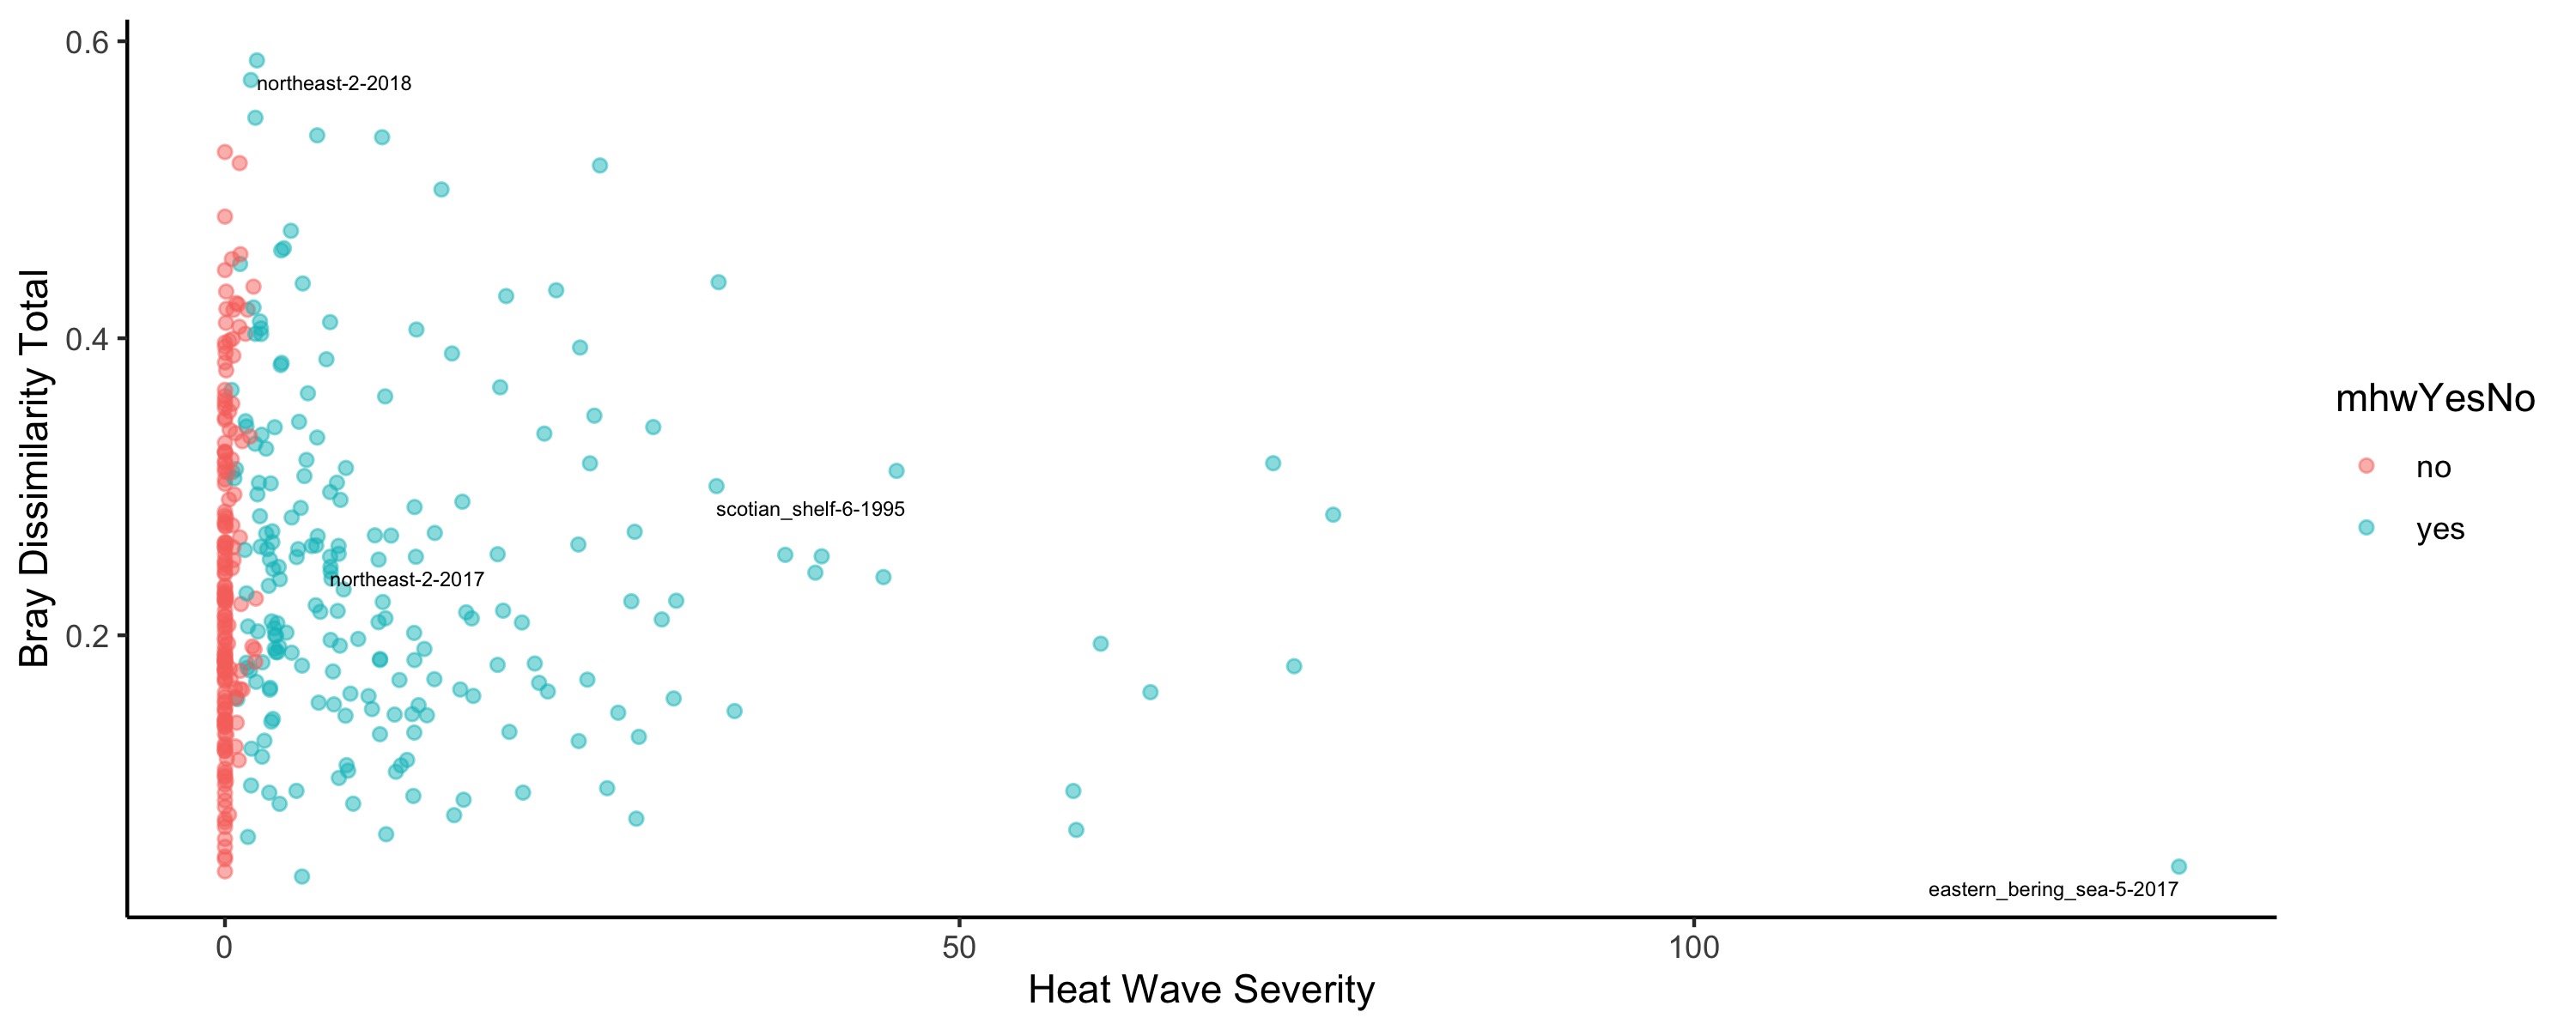 0.6
0.4
0.2
Bray Dissimilarity Total
northeast-2-2018
scotian_shelf-6-1995
northeast-2-2017
eastern_bering_sea-5-2017
0
50
100
Heat Wave Severity
mhwYesNo
no
yes